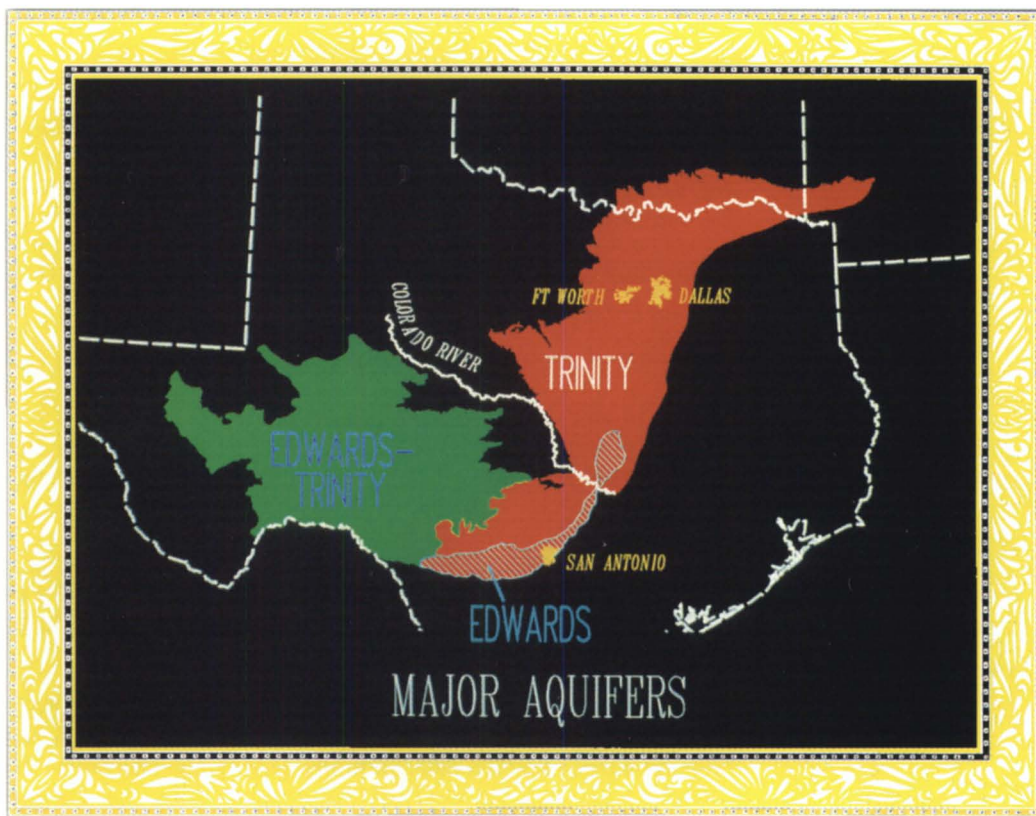 COLORADO RIVER
FT WORTH
DALLAS
TRINITY
EDWARDS-
TRINITY
SAN ANTONIO
EDWARDS
MAJOR AQUIFERS